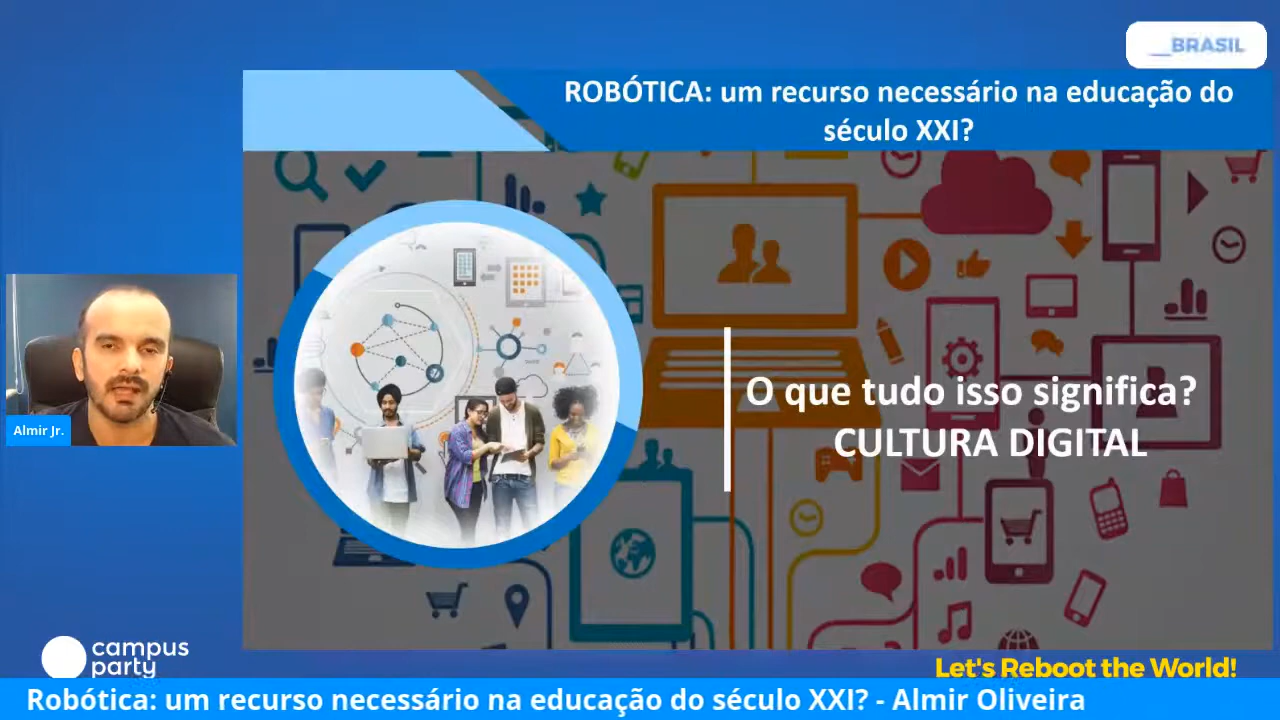 __BRASIL
ROBÓTICA: um recurso necessário na educação do
século XXI?
O que tudo isso significa?
CULTURA DIGITAL
Almir Jr.
campus
party
Let's Reboot the World!
Robótica: um recurso necessário na educação do século XXI? - Almir Oliveira